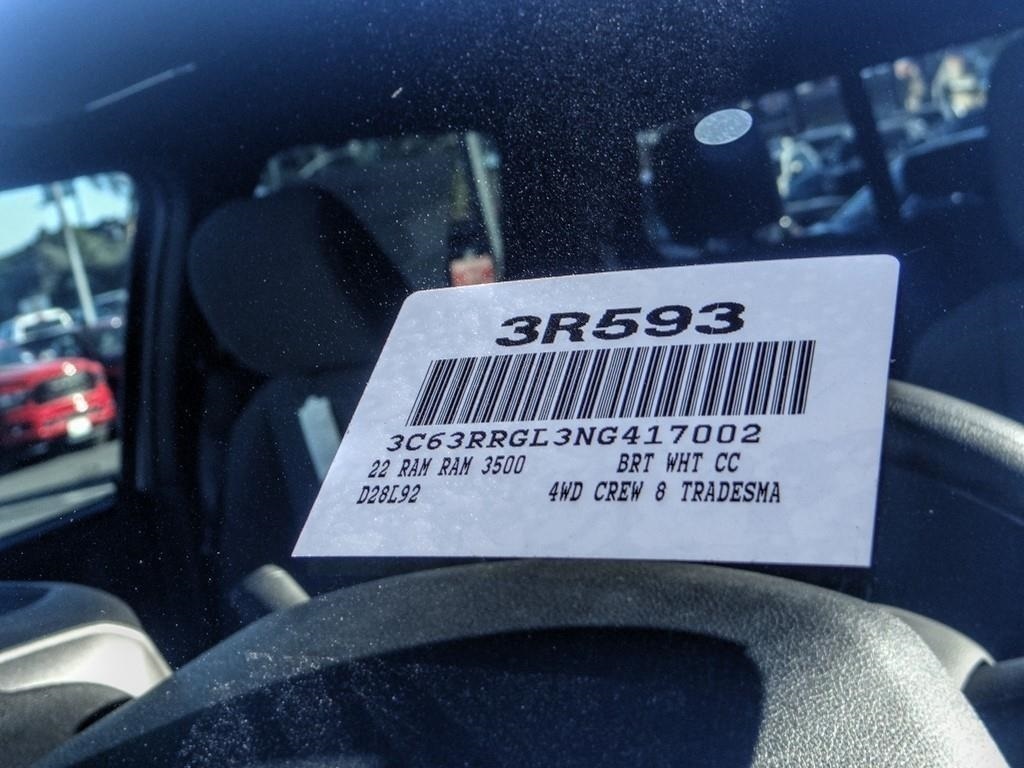 3R593
3C63RRGL3NG417002
22 RAM RAM 3500 BRT WHT CC
D28L92 4WD CREW 8 TRADESMA